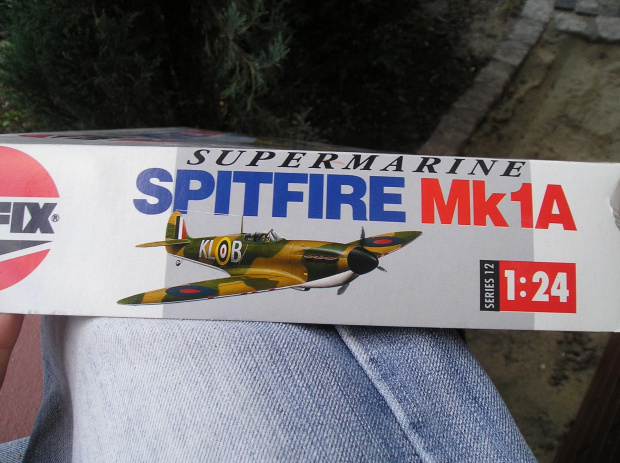 SUPERMARINE
FIX®
SPITFIRE Mk1A
KL B
SERIES 12
1:24